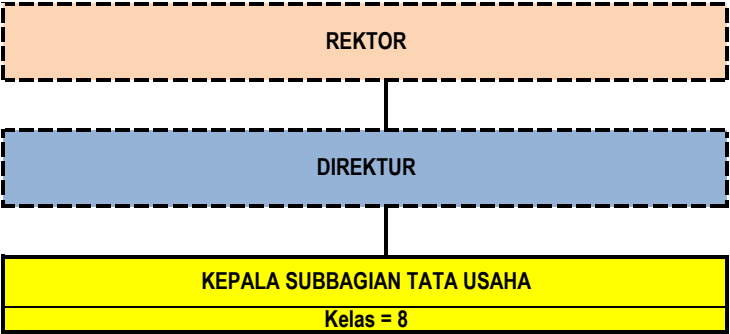 REKTOR
DIREKTUR
KEPALA SUBBAGIAN TATA USAHA
Kelas = 8